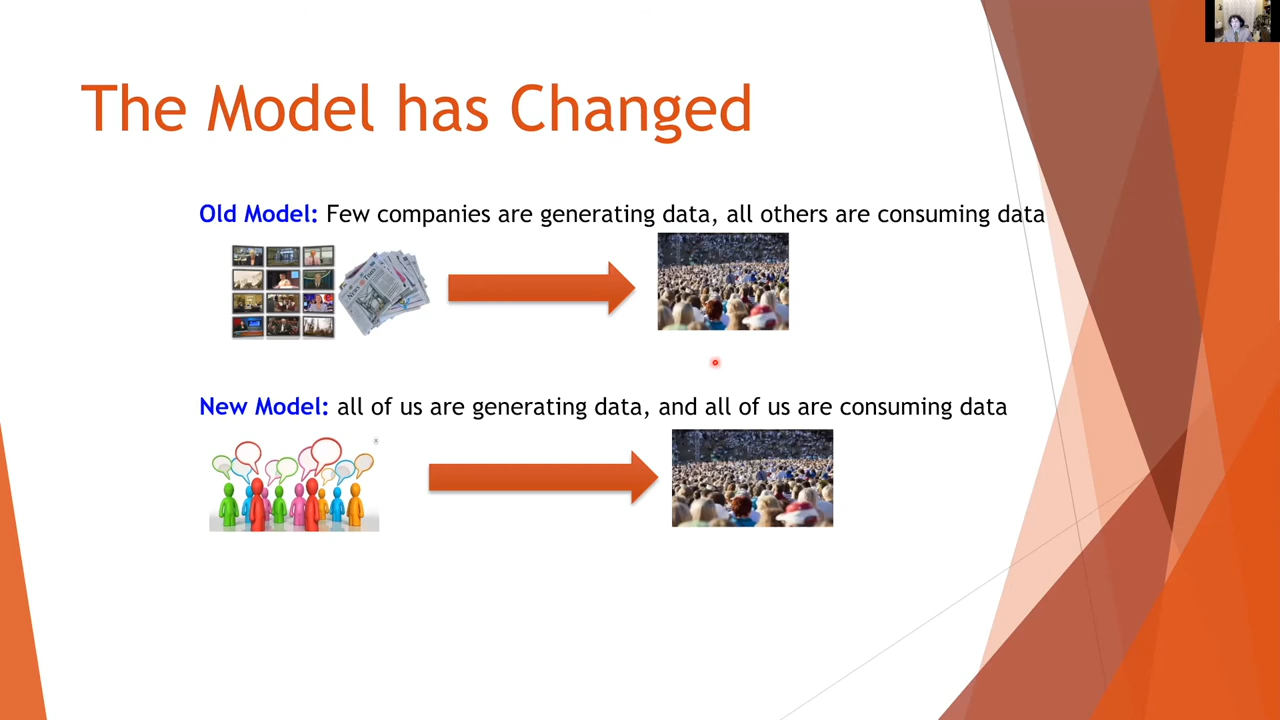 The Model has Changed
Old Model: Few companies are generating data, all others are consuming data
New Model: all of us are generating data, and all of us are consuming data